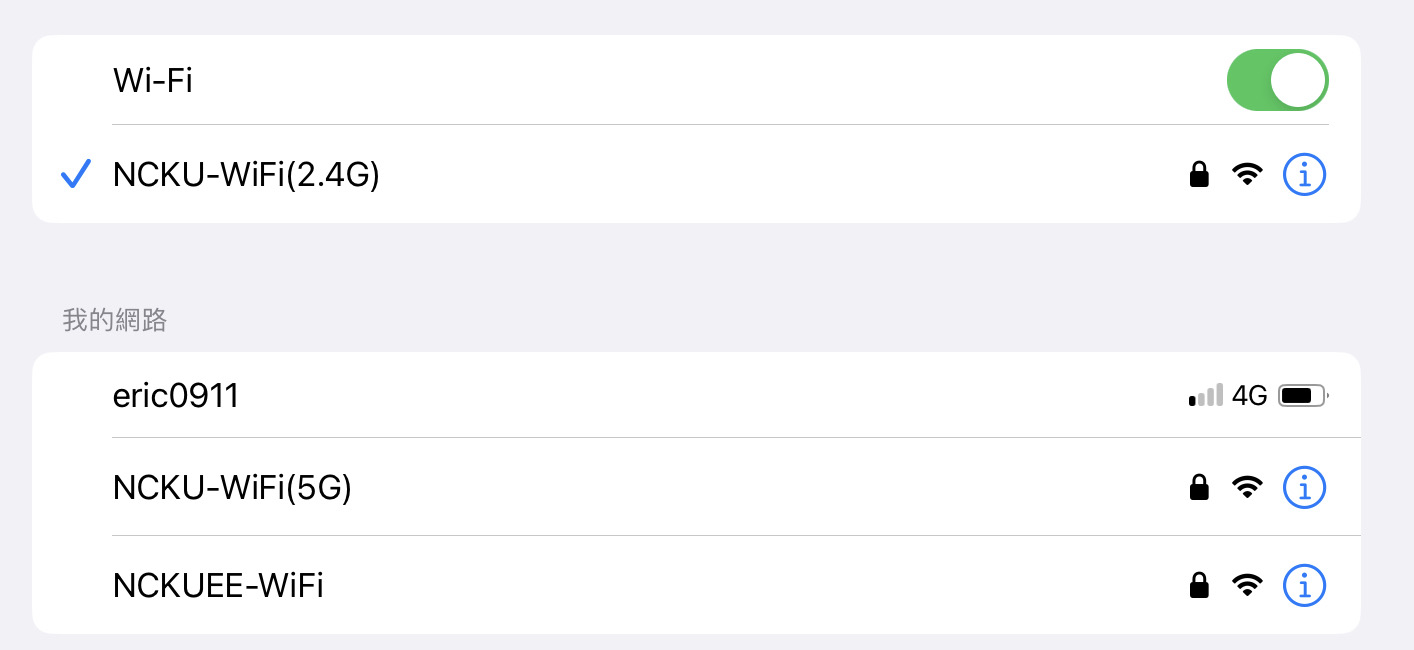 Wi-Fi
NCKU-WiFi(2.4G)
我的網路
eric0911 4G
NCKU-WiFi(5G)
NCKUEE-WiFi